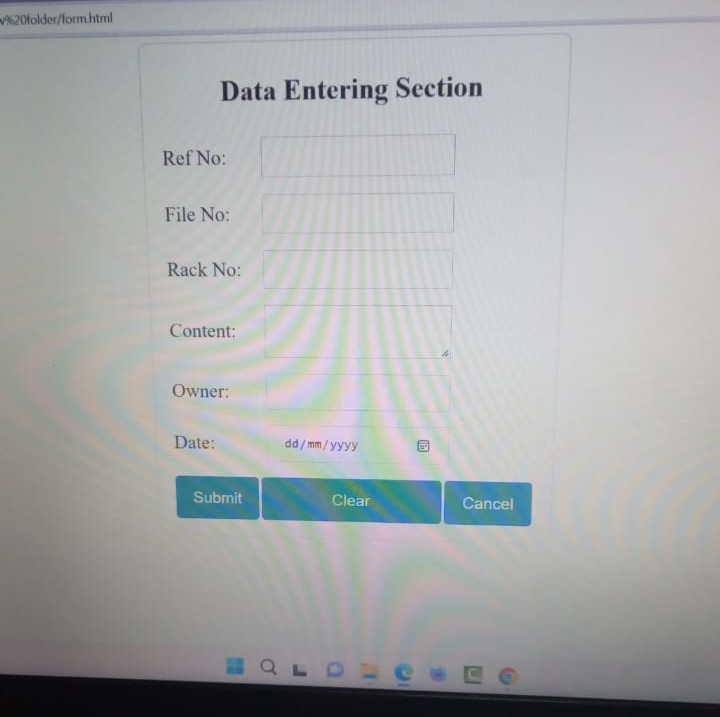 %20folder/form.html
Data Entering Section
Ref No:
File No:
Rack No:
Content:
Owner:
Date: dd/mm/yyyy
Submit Clear Cancel